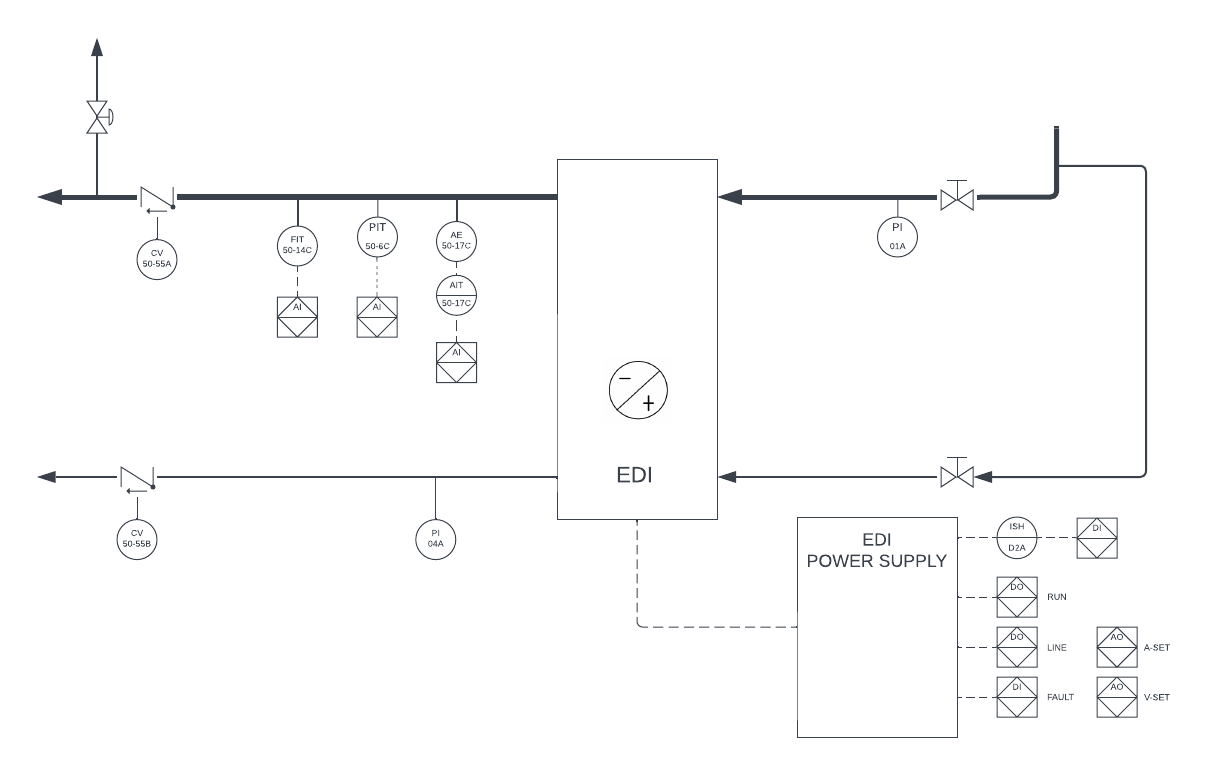 PI
01A
CV
50-55A
FIT
50-14C
AI
PIT
50-6C
AI
AE
50-17C
AIT
50-17C
AI
−
+
EDI
CV
50-55B
PI
04A
EDI
POWER SUPPLY
ISH
D2A
DI
DO
RUN
DO
LINE
AO
A-SET
DI
FAULT
AO
V-SET